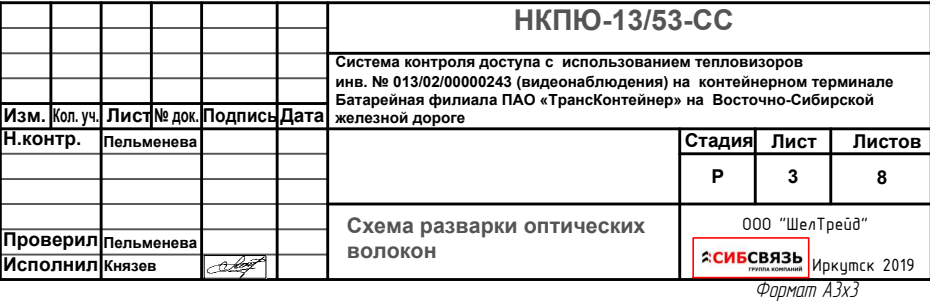 НКПЮ-13/53-СС
Система контроля доступа с использованием тепловизоров
инв. № 013/02/00000243 (видеонаблюдения) на контейнерном терминале
Батарейная филиала ПАО «ТрансКонтейнер» на Восточно-Сибирской
железной дороге
Изм. Кол. уч. Лист № док. Подпись Дата
Н.контр. Пельменева
Стадия Лист Листов
Р 3 8
Схема разварки оптических
волокон
Проверил Пельменева
Исполнил Князев
ООО "ШелТрейд"
СИБСВЯЗЬ
ГРУППА КОМПАНИЙ
Иркутск 2019
Формат А3х3